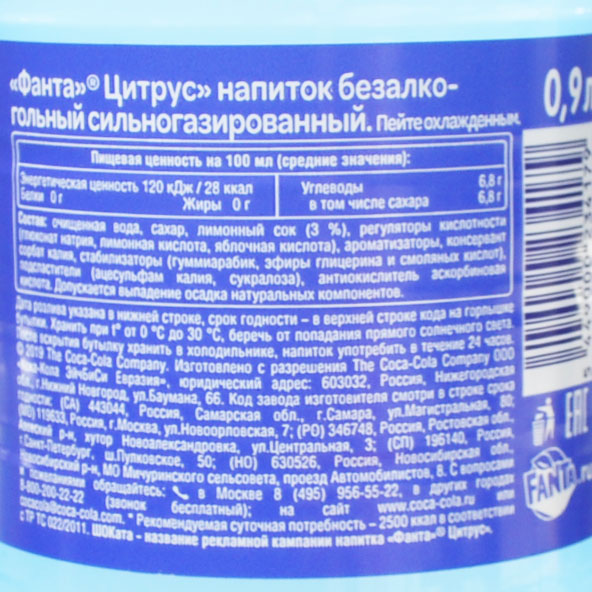 «Фанта»® Цитрус» напиток безалко-
гольный сильногазированный. Пейте охлажденным.
0,9 л
Пищевая ценность на 100 мл (средние значения):
Энергетическая ценность 120 кДж / 28 ккал
Белки 0 г Жиры 0 г
Углеводы 6,8 г
в том числе сахара 6,8 г
Состав: очищенная вода, сахар, лимонный сок (3 %), регуляторы кислотности
(глюконат натрия, лимонная кислота, яблочная кислота), ароматизаторы, консервант
сорбат калия, стабилизаторы (гуммиарабик, эфиры глицерина и смоляных кислот),
подсластители (ацесульфам калия, сукралоза), антиокислитель аскорбиновая
кислота. Допускается выпадение осадка натуральных компонентов.
Дата розлива указана в нижней строке, срок годности – в верхней строке кода на горлышке
бутылки. Хранить при t° от 0 °C до 30 °C, беречь от попадания прямого солнечного света.
После вскрытия бутылку хранить в холодильнике, напиток употребить в течение 24 часов.
© 2019 The Coca-Cola Company. Изготовлено с разрешения The Coca-Cola Company ООО
«Кока-Кола ЭйчБиСи Евразия», юридический адрес: 603032, Россия, Нижегородская
обл., г.Нижний Новгород, ул.Баумана, 66. Код завода изготовителя смотри в строке срока
годности: (СА) 443044, Россия, Самарская обл., г.Самара, ул.Магистральная, 80;
(МО) 119633, Россия, г.Москва, ул.Новоорловская, 7; (РО) 346748, Россия, Ростовская обл.,
Азовский р-н, хутор Новоалександровка, ул.Центральная, 3; (СП) 196140, Россия,
г.Санкт-Петербург, ш.Пулковское, 50; (НО) 630526, Россия, Новосибирская обл.,
Новосибирский р-н, МО Мичуринского сельсовета, проезд Автомобилистов, 8. С вопросами
и пожеланиями обращайтесь: в Москве 8 (495) 956-55-22, в других городах
8-800-200-22-22 (звонок бесплатный); на сайт www.coca-cola.ru или
cocacola@coca-cola.com. * Рекомендуемая суточная потребность – 2500 ккал в соответствии
с ТР ТС 022/2011. ШОКата - название рекламной кампании напитка «Фанта»® Цитрус».
EAC
FANTA.ru